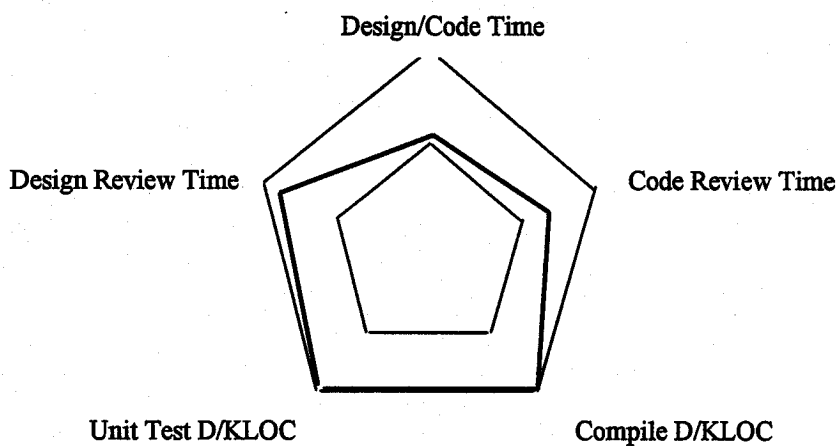 Design/Code Time
Design Review Time
Code Review Time
Unit Test D/KLOC
Compile D/KLOC